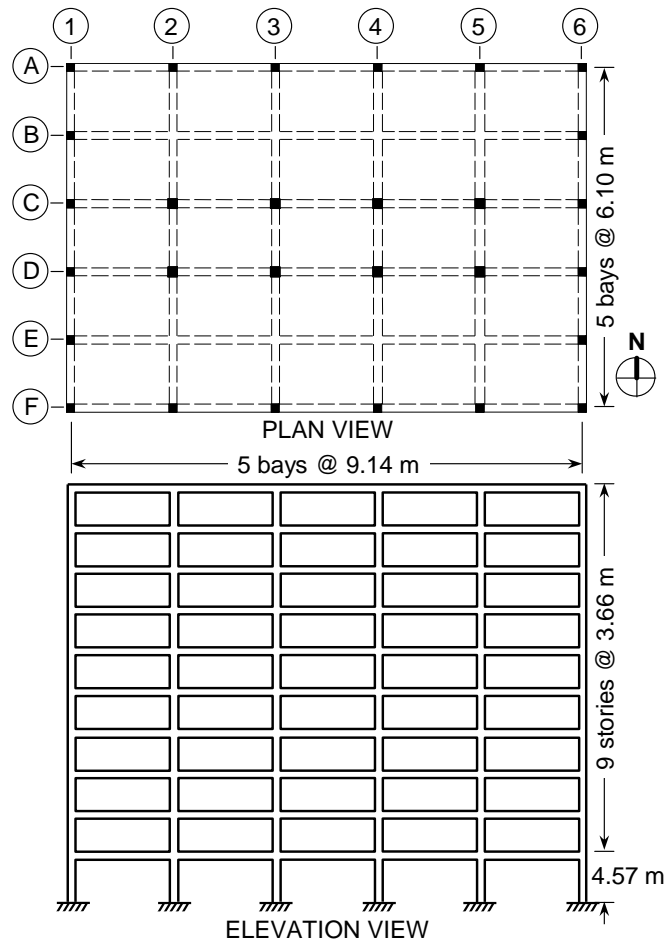 1 2 3 4 5 6
A
B
C
D
E
F
5 bays @ 6.10 m
N
PLAN VIEW
5 bays @ 9.14 m
9 stories @ 3.66 m
4.57 m
ELEVATION VIEW